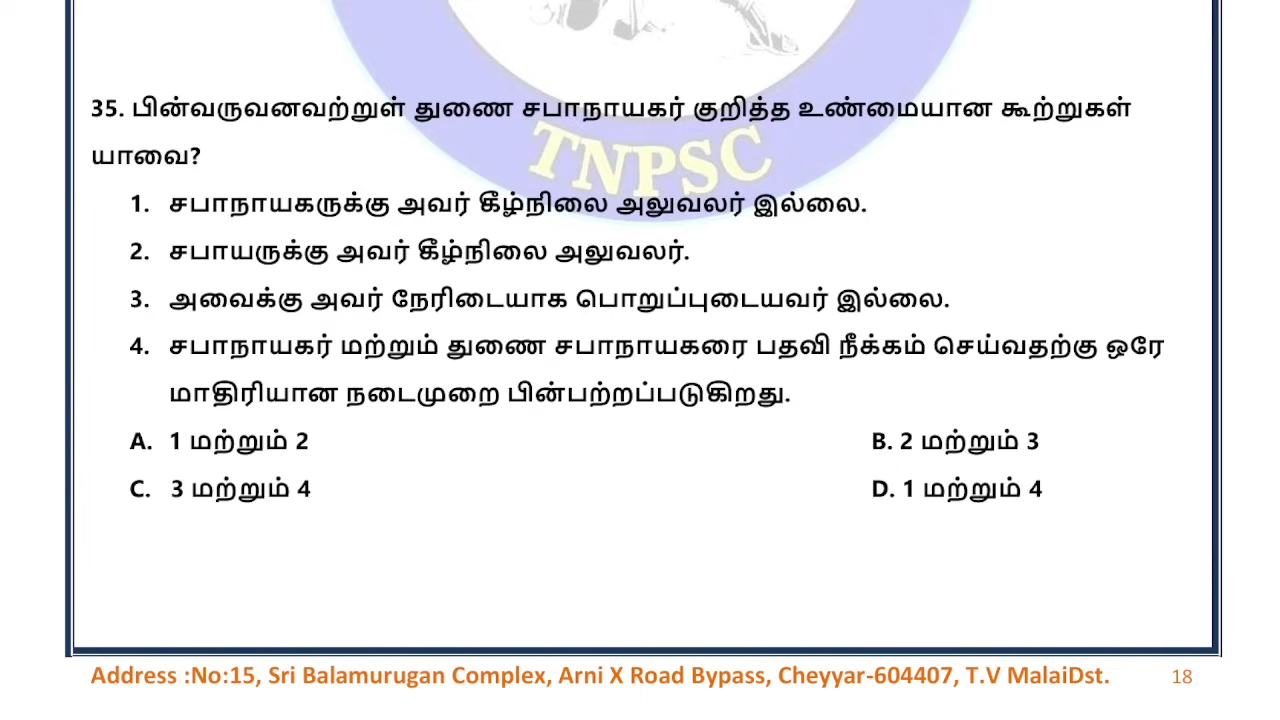 TNPSC
35. பின்வருவனவற்றுள் துணை சபாநாயகர் குறித்த உண்மையான கூற்றுகள்
யாவை?
1. சபாநாயகருக்கு அவர் கீழ்நிலை அலுவலர் இல்லை.
2. சபாயருக்கு அவர் கீழ்நிலை அலுவலர்.
3. அவைக்கு அவர் நேரிடையாக பொறுப்புடையவர் இல்லை.
4. சபாநாயகர் மற்றும் துணை சபாநாயகரை பதவி நீக்கம் செய்வதற்கு ஒரே
மாதிரியான நடைமுறை பின்பற்றப்படுகிறது.
A. 1 மற்றும் 2 B. 2 மற்றும் 3
C. 3 மற்றும் 4 D. 1 மற்றும் 4
Address :No:15, Sri Balamurugan Complex, Arni X Road Bypass, Cheyyar-604407, T.V MalaiDst. 18